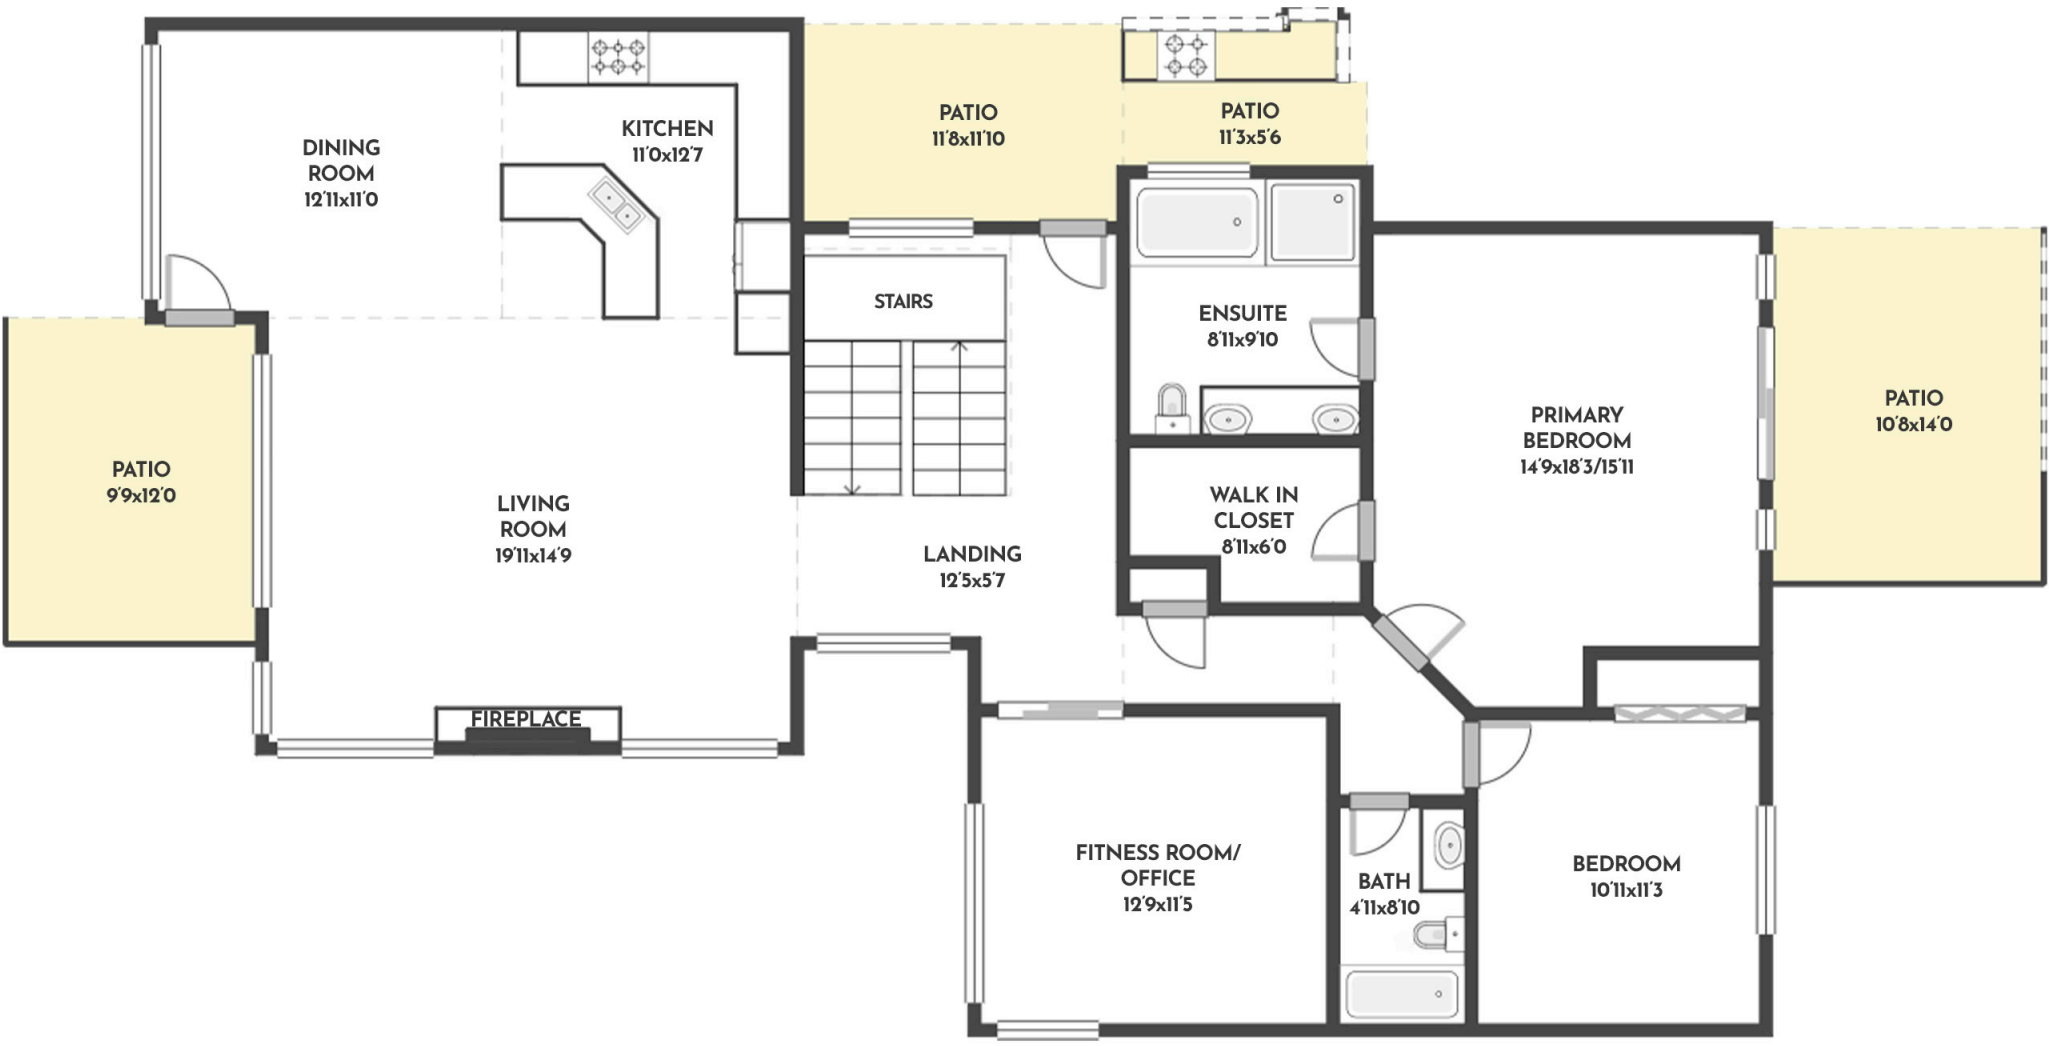 DINING
ROOM
12'11x11'0
KITCHEN
11'0x12'7
PATIO
11'8x11'10
PATIO
11'3x5'6
STAIRS
ENSUITE
8'11x9'10
PRIMARY
BEDROOM
14'9x18'3/15'11
PATIO
10'8x14'0
PATIO
9'9x12'0
LIVING
ROOM
19'11x14'9
WALK IN
CLOSET
8'11x6'0
LANDING
12'5x5'7
FIREPLACE
FITNESS ROOM/
OFFICE
12'9x11'5
BATH
4'11x8'10
BEDROOM
10'11x11'3